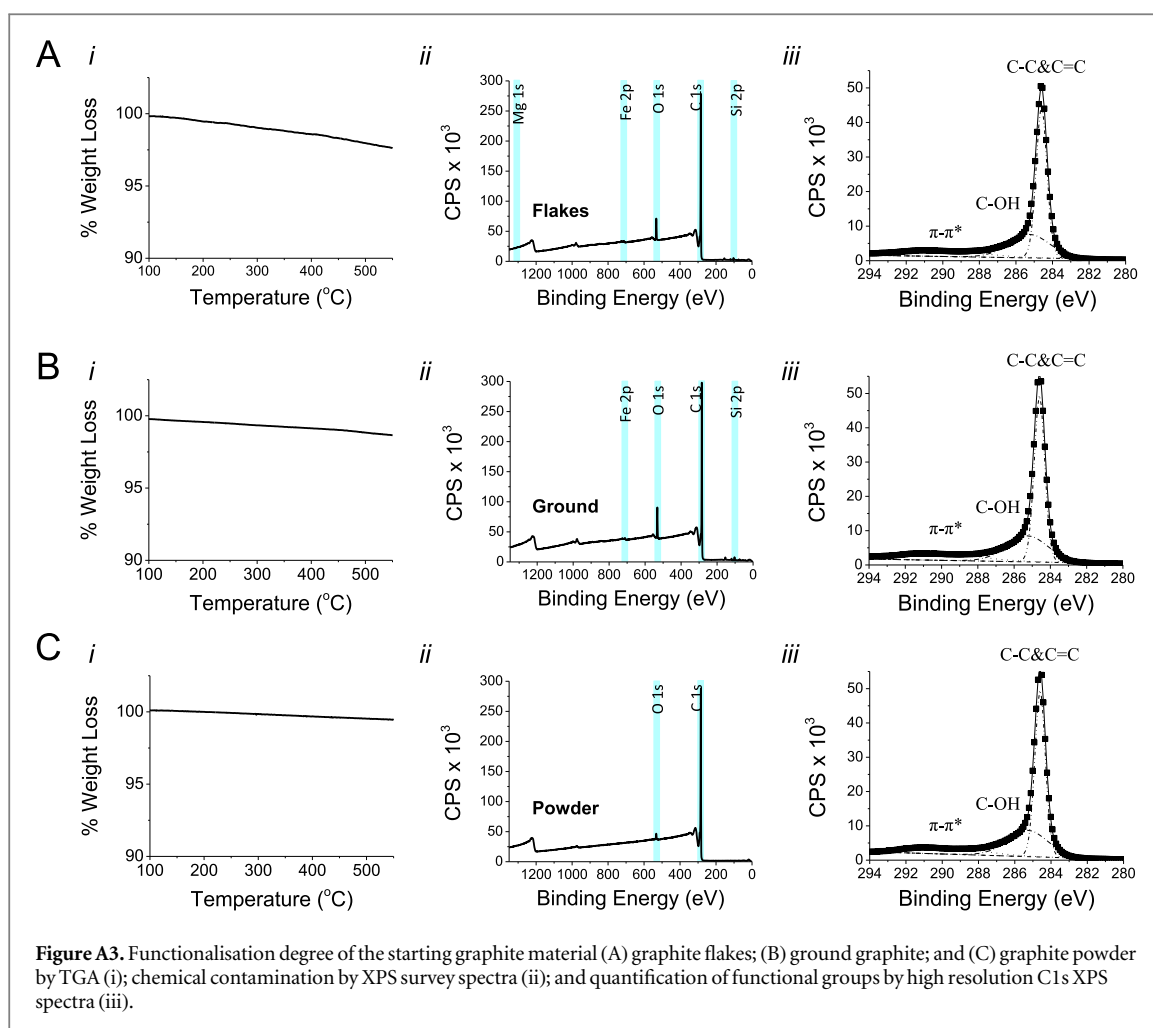 A
i
100
95
90
% Weight Loss
100 200 300 400 500
Temperature (°C)
ii
300
250
200
150
100
50
0
CPS x 10³
Mg 1s
Fe 2p
O 1s
C 1s
Si 2p
Flakes
1200 1000 800 600 400 200 0
Binding Energy (eV)
iii
C-C&C=C
50
40
30
20
10
0
CPS x 10³
C-OH
π-π*
294 292 290 288 286 284 282 280
Binding Energy (eV)
B
i
100
95
90
% Weight Loss
100 200 300 400 500
Temperature (°C)
ii
300
250
200
150
100
50
0
CPS x 10³
Fe 2p
O 1s
C 1s
Si 2p
Ground
1200 1000 800 600 400 200 0
Binding Energy (eV)
iii
C-C&C=C
50
40
30
20
10
0
CPS x 10³
C-OH
π-π*
294 292 290 288 286 284 282 280
Binding Energy (eV)
C
i
100
95
90
% Weight Loss
100 200 300 400 500
Temperature (°C)
ii
300
250
200
150
100
50
0
CPS x 10³
O 1s
C 1s
Powder
1200 1000 800 600 400 200 0
Binding Energy (eV)
iii
C-C&C=C
50
40
30
20
10
0
CPS x 10³
C-OH
π-π*
294 292 290 288 286 284 282 280
Binding Energy (eV)
Figure A3. Functionalisation degree of the starting graphite material (A) graphite flakes; (B) ground graphite; and (C) graphite powder
by TGA (i); chemical contamination by XPS survey spectra (ii); and quantification of functional groups by high resolution C1s XPS
spectra (iii).